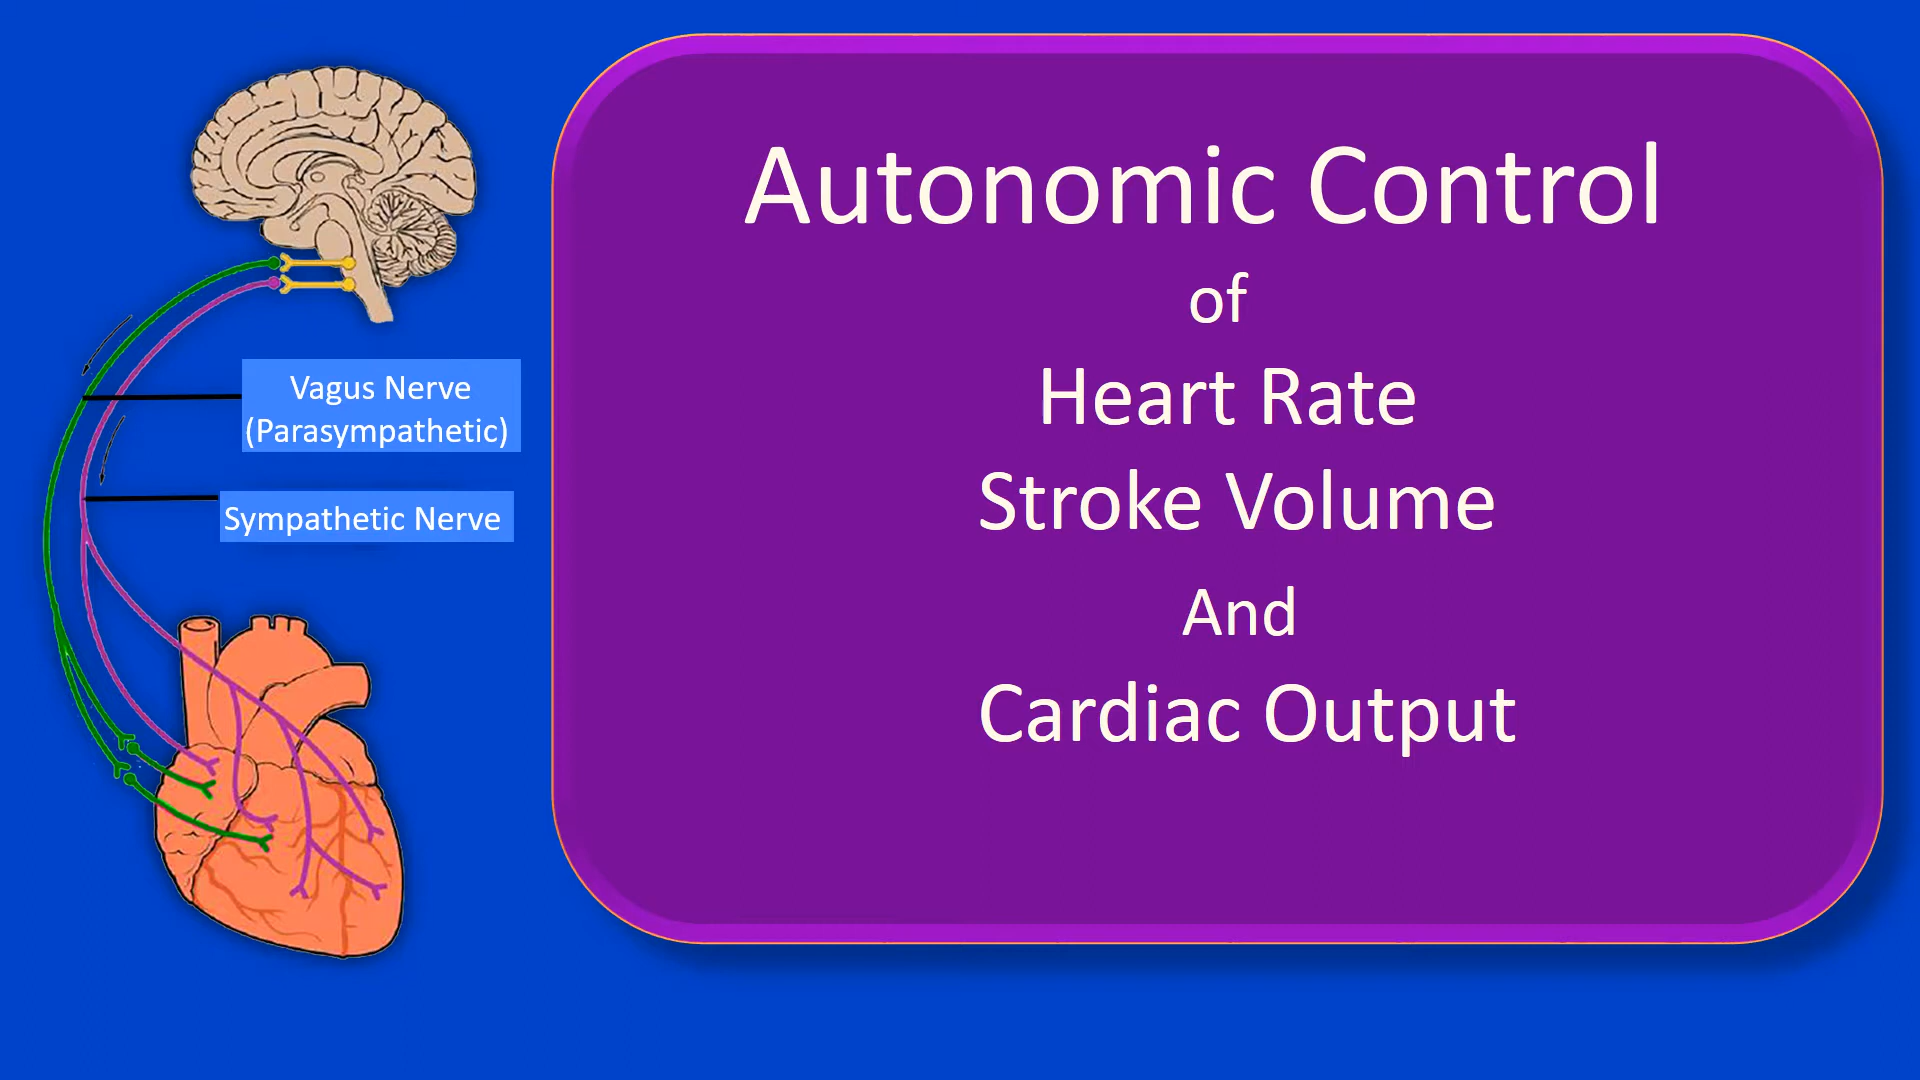 Autonomic Control
of
Heart Rate
Stroke Volume
And
Cardiac Output
Vagus Nerve
(Parasympathetic)
Sympathetic Nerve